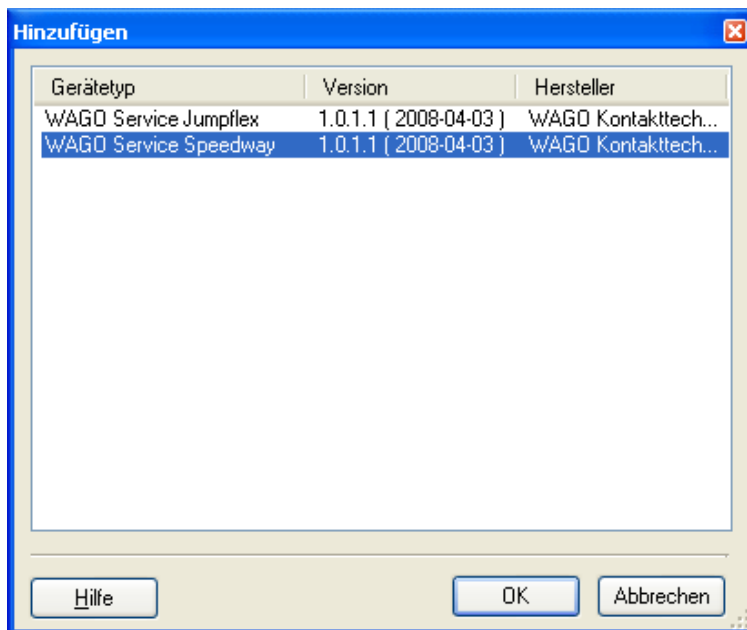 Hinzufügen
Gerätetyp Version Hersteller
WAGO Service Jumpflex 1.0.1.1 ( 2008-04-03 ) WAGO Kontakttech...
WAGO Service Speedway 1.0.1.1 ( 2008-04-03 ) WAGO Kontakttech...
Hilfe OK Abbrechen